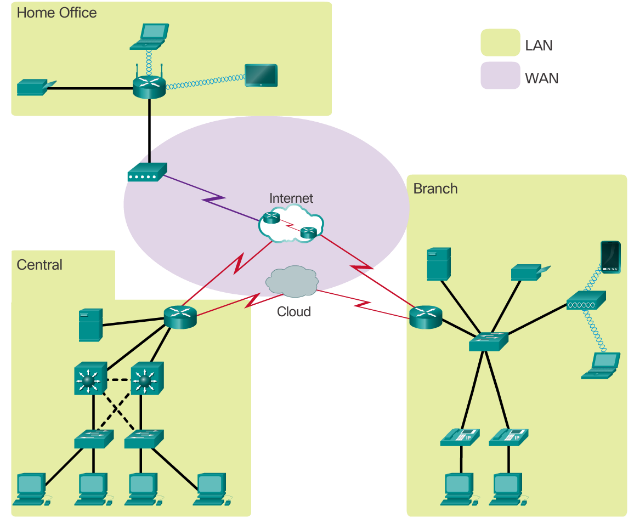 Home Office
LAN
WAN
Internet
Branch
Central
Cloud